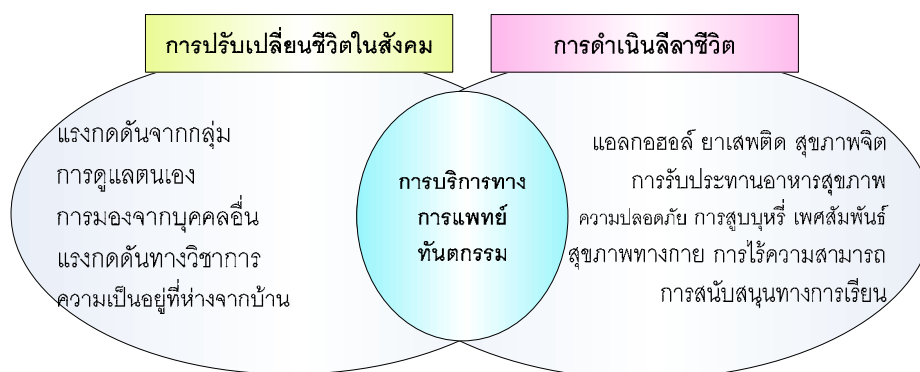 การปรับเปลี่ยนชีวิตในสังคม
การดำเนินลีลาชีวิต
แรงกดดันจากกลุ่ม
การดูแลตนเอง
การมองจากบุคคลอื่น
แรงกดดันทางวิชาการ
ความเป็นอยู่ที่ห่างจากบ้าน
การบริการทาง
การแพทย์
ทันตกรรม
แอลกอฮอล์ ยาเสพติด สุขภาพจิต
การรับประทานอาหารสุขภาพ
ความปลอดภัย การสูบบุหรี่ เพศสัมพันธ์
สุขภาพทางกาย การไร้ความสามารถ
การสนับสนุนทางการเรียน